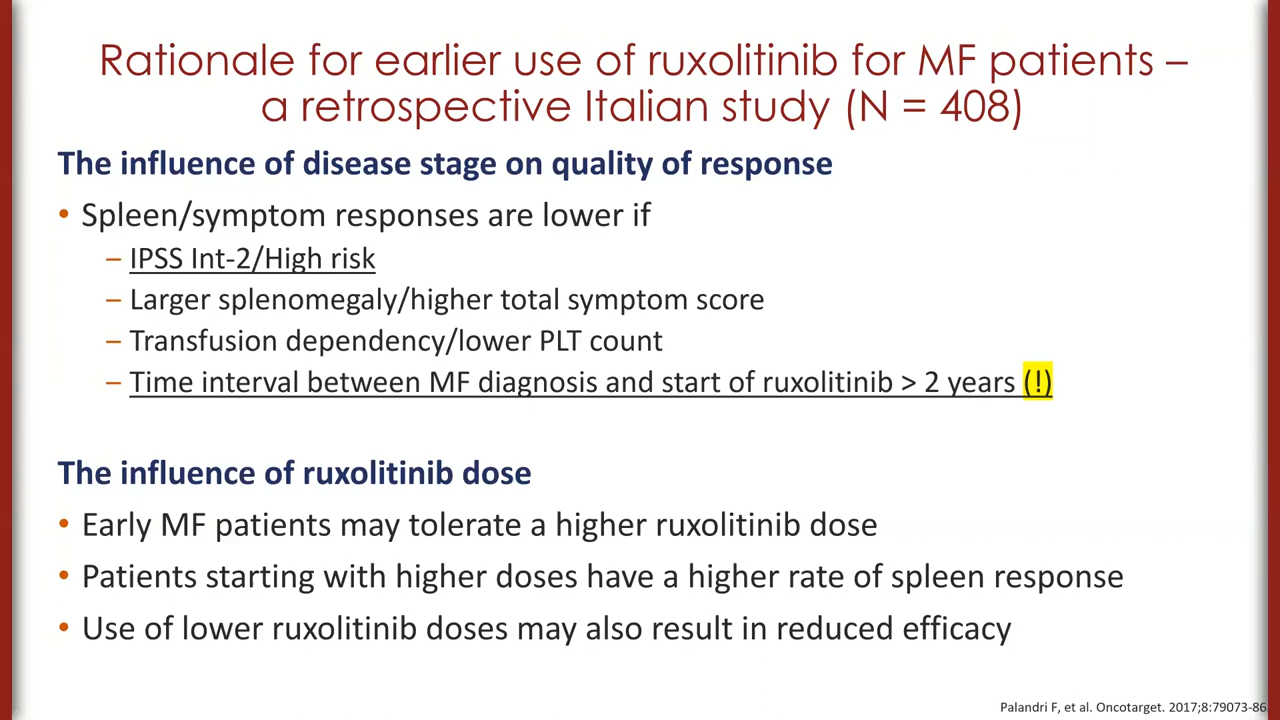 Rationale for earlier use of ruxolitinib for MF patients –
a retrospective Italian study (N = 408)
The influence of disease stage on quality of response
• Spleen/symptom responses are lower if
– IPSS Int-2/High risk
– Larger splenomegaly/higher total symptom score
– Transfusion dependency/lower PLT count
– Time interval between MF diagnosis and start of ruxolitinib > 2 years (!)
The influence of ruxolitinib dose
• Early MF patients may tolerate a higher ruxolitinib dose
• Patients starting with higher doses have a higher rate of spleen response
• Use of lower ruxolitinib doses may also result in reduced efficacy
Palandri F, et al. Oncotarget. 2017;8:79073-86